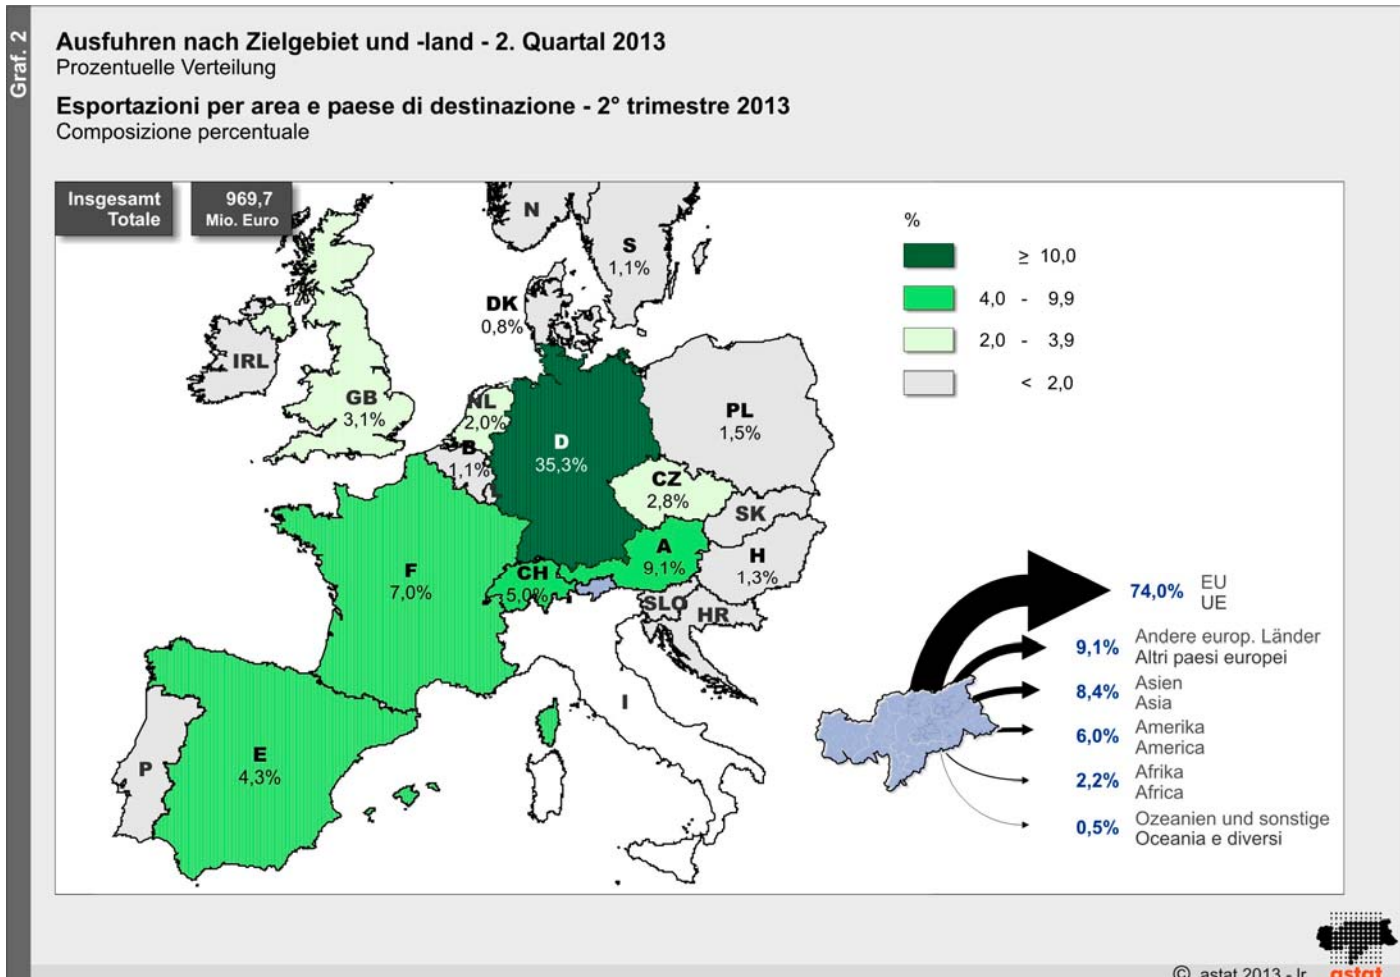 Graf. 2
Ausfuhren nach Zielgebiet und -land - 2. Quartal 2013
Prozentuelle Verteilung
Esportazioni per area e paese di destinazione - 2° trimestre 2013
Composizione percentuale
Insgesamt
Totale
969,7
Mio. Euro
N
S
1,1%
DK
0,8%
IRL
GB
3,1%
NL
2,0%
B
1,1%
D
35,3%
PL
1,5%
CZ
2,8%
SK
A
9,1%
H
1,3%
F
7,0%
CH
5,0%
SLO
HR
I
P
E
4,3%
%
≥ 10,0
4,0 - 9,9
2,0 - 3,9
< 2,0
74,0% EU
UE
9,1% Andere europ. Länder
Altri paesi europei
8,4% Asien
Asia
6,0% Amerika
America
2,2% Afrika
Africa
0,5% Ozeanien und sonstige
Oceania e diversi
© astat 2013 - lr
astat